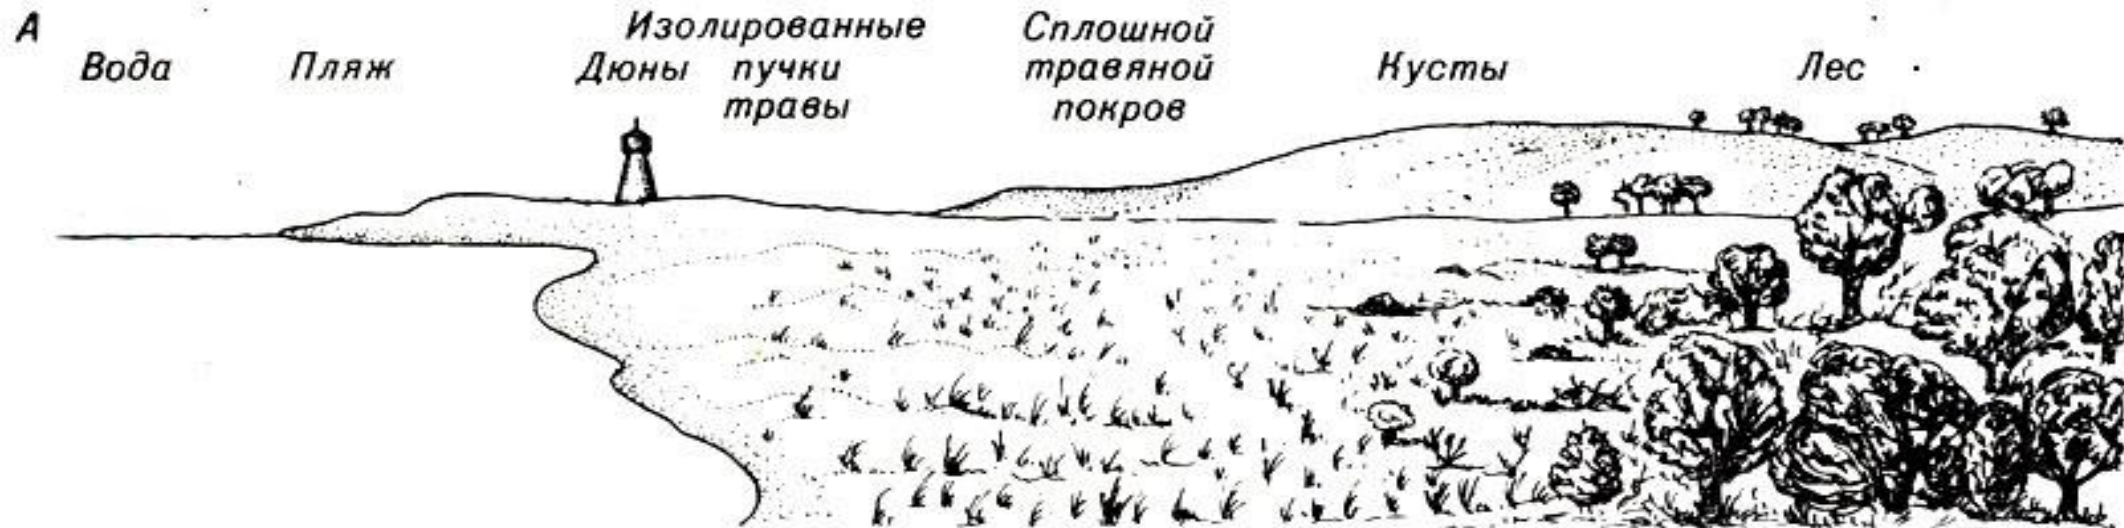 А
Вода
Пляж
Дюны
Изолированные
пучки
травы
Сплошной
травяной
покров
Кусты
Лес